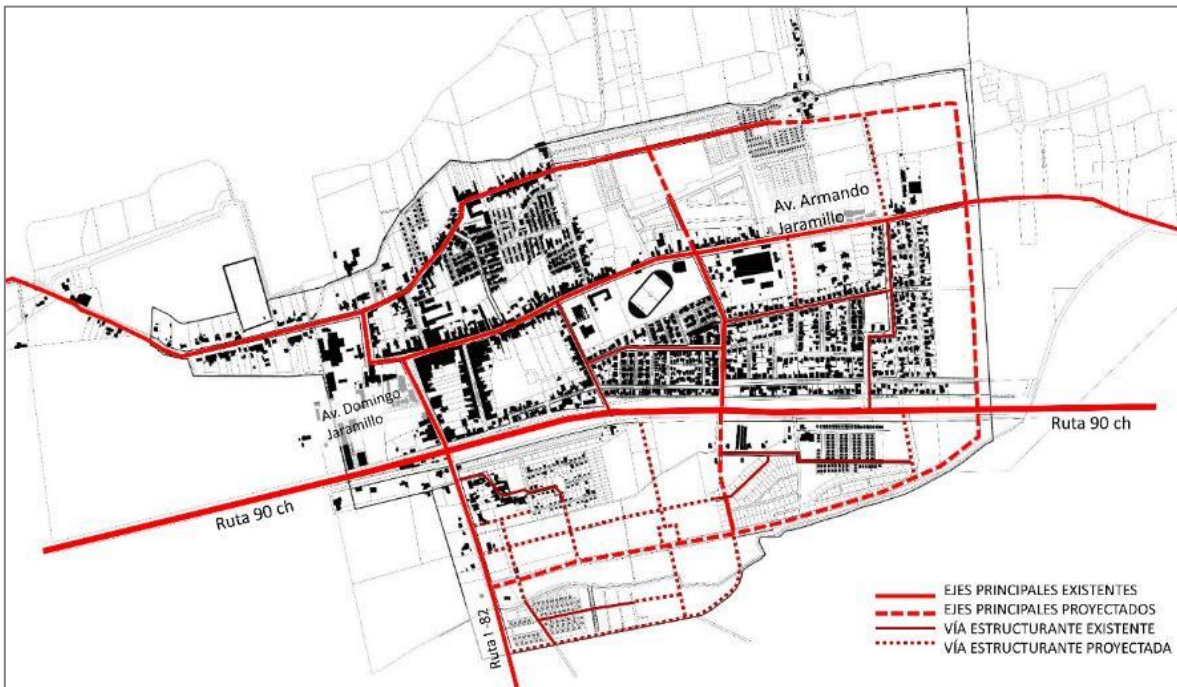 Av. Armando
Jaramillo
Av. Domingo
Jaramillo
Ruta 90 ch
Ruta 90 ch
Ruta I -82
EJES PRINCIPALES EXISTENTES
EJES PRINCIPALES PROYECTADOS
VÍA ESTRUCTURANTE EXISTENTE
VÍA ESTRUCTURANTE PROYECTADA